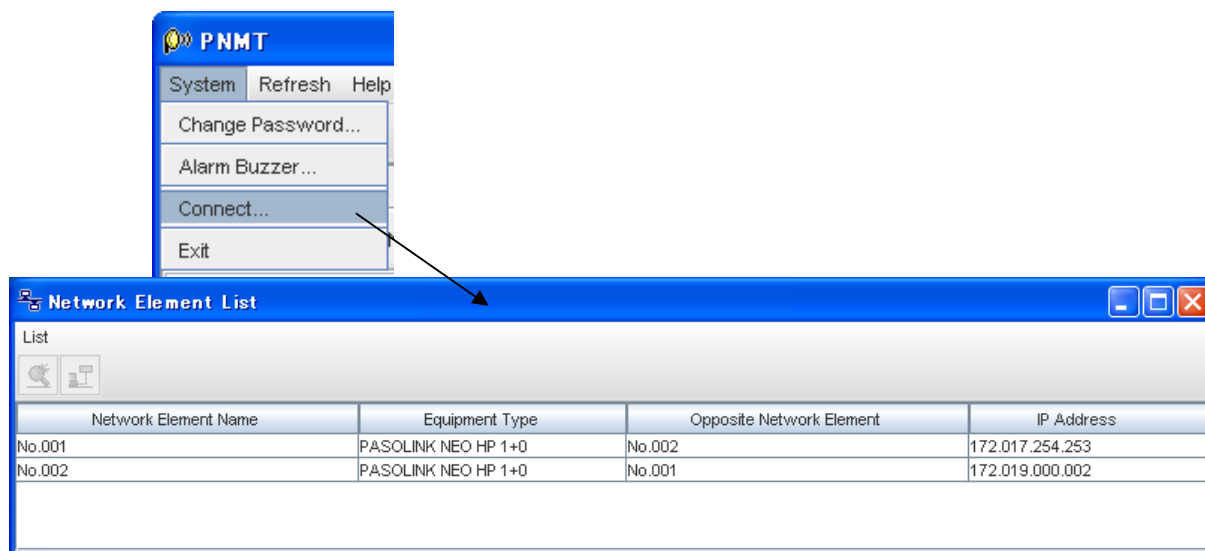 PNMT
System Refresh Help
Change Password...
Alarm Buzzer...
Connect...
Exit
Network Element List
List
Network Element Name Equipment Type Opposite Network Element IP Address
No.001 PASOLINK NEO HP 1+0 No.002 172.017.254.253
No.002 PASOLINK NEO HP 1+0 No.001 172.019.000.002